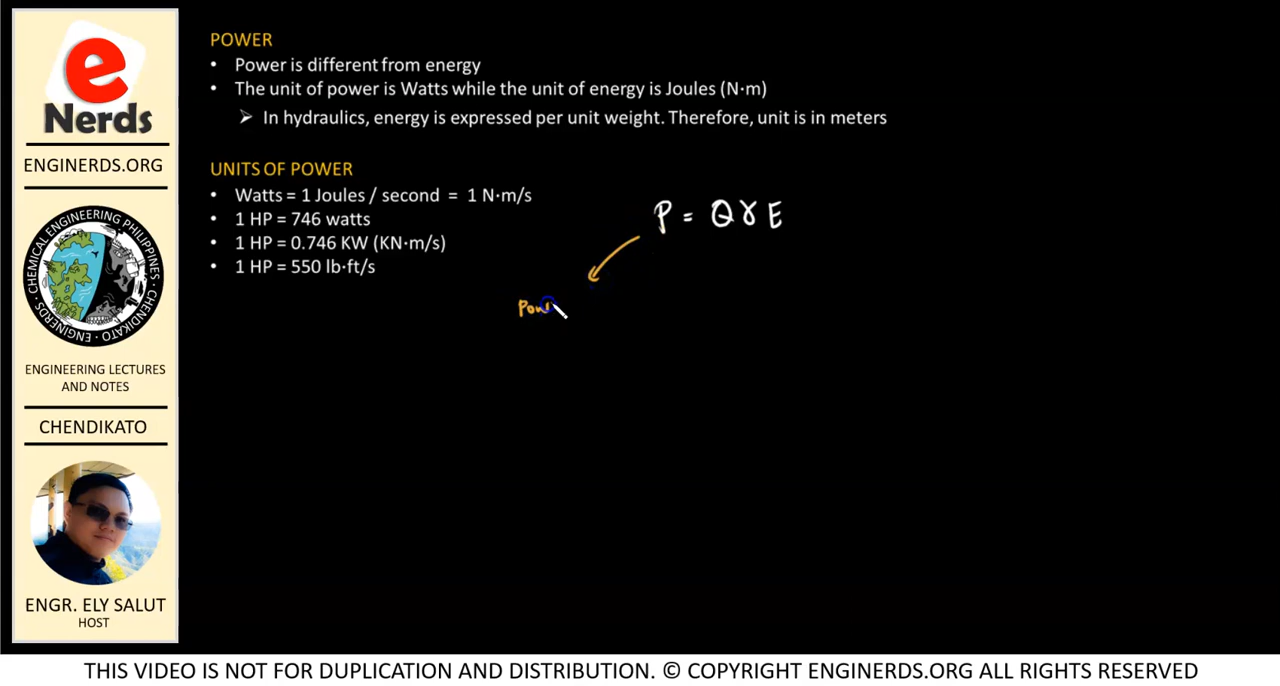 e
Nerds
ENGINERDS.ORG
CHEMICAL ENGINEERING PHILIPPINES
CHENDIKATO ENGINERDS
ENGINEERING LECTURES
AND NOTES
CHENDIKATO
ENGR. ELY SALUT
HOST
POWER
• Power is different from energy
• The unit of power is Watts while the unit of energy is Joules (N·m)
➢ In hydraulics, energy is expressed per unit weight. Therefore, unit is in meters
UNITS OF POWER
• Watts = 1 Joules / second = 1 N·m/s
• 1 HP = 746 watts
• 1 HP = 0.746 KW (KN·m/s)
• 1 HP = 550 lb·ft/s
P = Q γ E
Pow
THIS VIDEO IS NOT FOR DUPLICATION AND DISTRIBUTION. © COPYRIGHT ENGINERDS.ORG ALL RIGHTS RESERVED